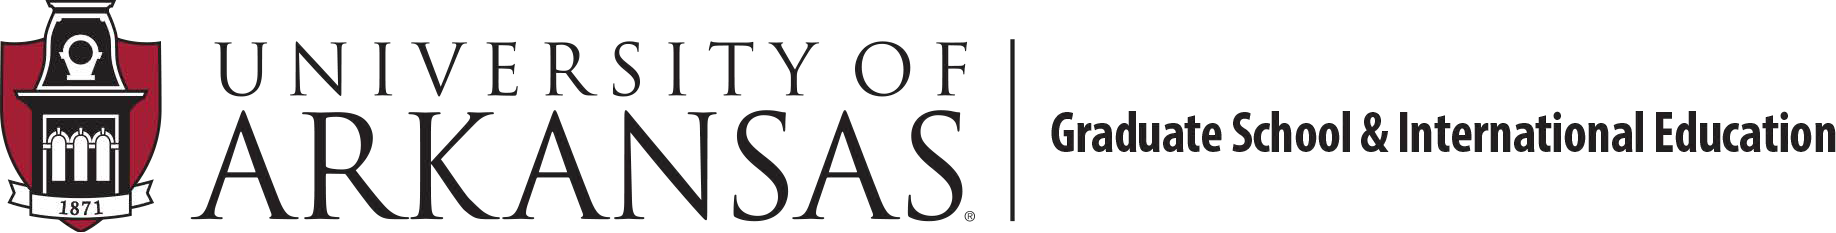 1871
UNIVERSITY OF
ARKANSAS®
Graduate School & International Education